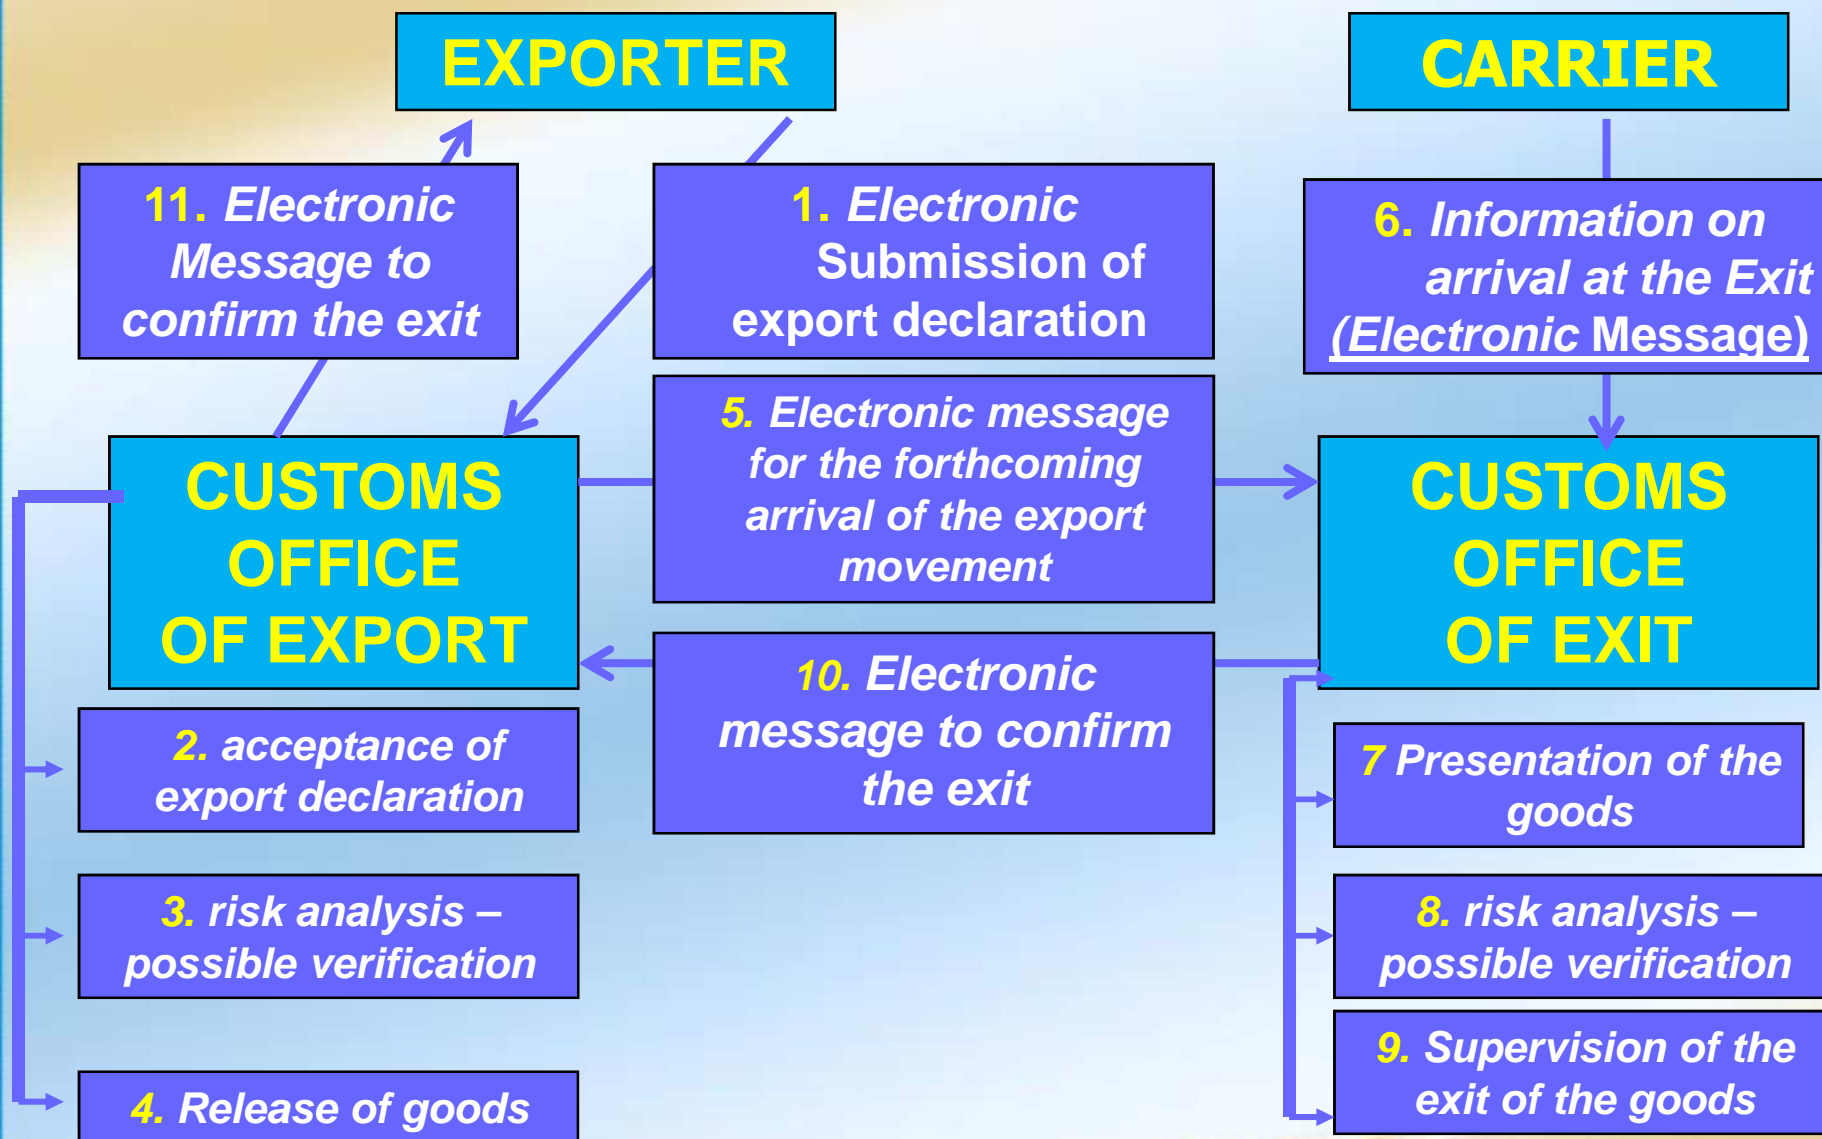 EXPORTER
CARRIER
11. Electronic
Message to
confirm the exit
1. Electronic
Submission of
export declaration
6. Information on
arrival at the Exit
(Electronic Message)
5. Electronic message
for the forthcoming
arrival of the export
movement
CUSTOMS
OFFICE
OF EXPORT
CUSTOMS
OFFICE
OF EXIT
10. Electronic
message to confirm
the exit
2. acceptance of
export declaration
3. risk analysis –
possible verification
4. Release of goods
7 Presentation of the
goods
8. risk analysis –
possible verification
9. Supervision of the
exit of the goods